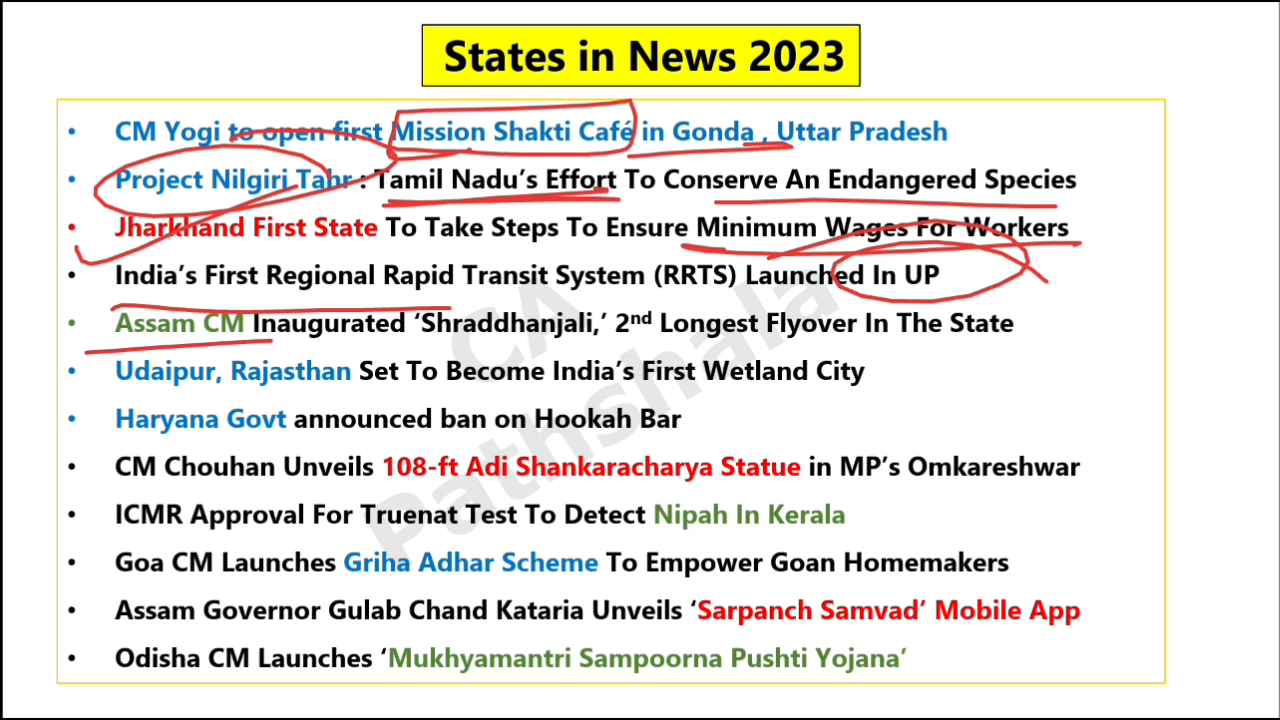 States in News 2023
• CM Yogi to open first Mission Shakti Café in Gonda , Uttar Pradesh
• Project Nilgiri Tahr : Tamil Nadu’s Effort To Conserve An Endangered Species
• Jharkhand First State To Take Steps To Ensure Minimum Wages For Workers
• India’s First Regional Rapid Transit System (RRTS) Launched In UP
• Assam CM Inaugurated ‘Shraddhanjali,’ 2nd Longest Flyover In The State
• Udaipur, Rajasthan Set To Become India’s First Wetland City
• Haryana Govt announced ban on Hookah Bar
• CM Chouhan Unveils 108-ft Adi Shankaracharya Statue in MP’s Omkareshwar
• ICMR Approval For Truenat Test To Detect Nipah In Kerala
• Goa CM Launches Griha Adhar Scheme To Empower Goan Homemakers
• Assam Governor Gulab Chand Kataria Unveils ‘Sarpanch Samvad’ Mobile App
• Odisha CM Launches ‘Mukhyamantri Sampoorna Pushti Yojana’
CA
Pathshala